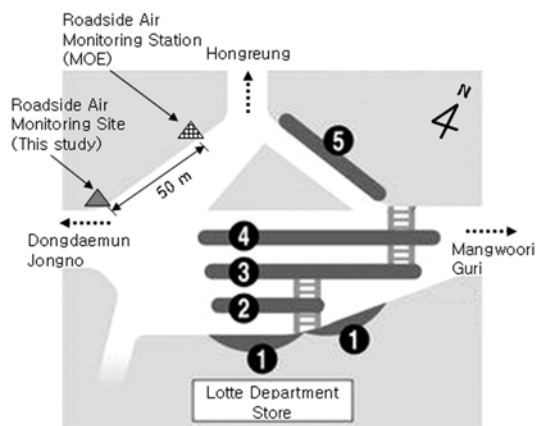 Roadside Air
Monitoring Station
(MOE)
Hongreung
Roadside Air
Monitoring Site
(This study)
N
5
50 m
4
Dongdaemun
Jongno
3
Mangwoori
Guri
2
1
1
Lotte Department
Store